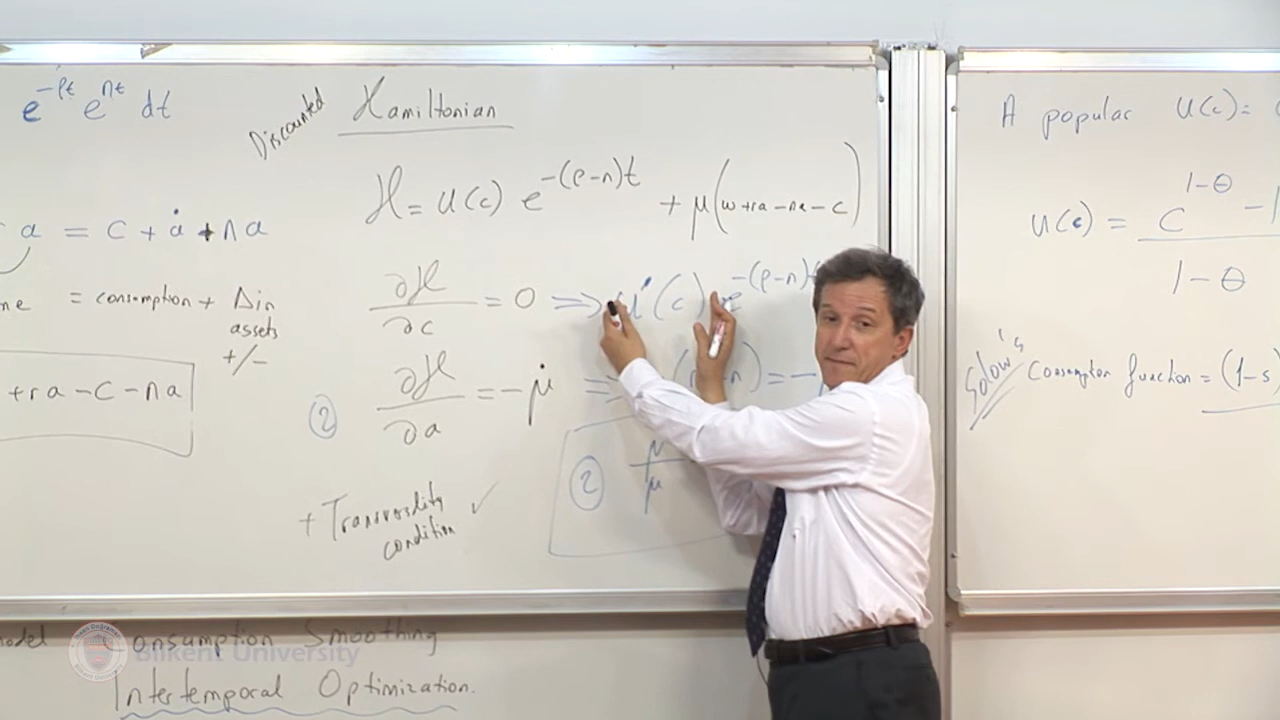 e^{-ρt} e^{nt} dt
a = c + ȧ + na
= consumption + Δ in
assets
+/-
+ra - c - na
Discounted Hamiltonian
H = u(c) e^{-(ρ-n)t} + μ(w+ra-na-c)
∂H/∂c = 0 => u'(c) e^{-(ρ-n)t}
② ∂H/∂a = -μ̇ =>
n) = -
② μ̇/μ
+ Transversality
condition ✓
A popular U(c) =
u(c) = c^{1-θ} - 1
1-θ
Solow's Consumption function = (1-s
model Consumption Smoothing
Intertemporal Optimization.
Bilkent University